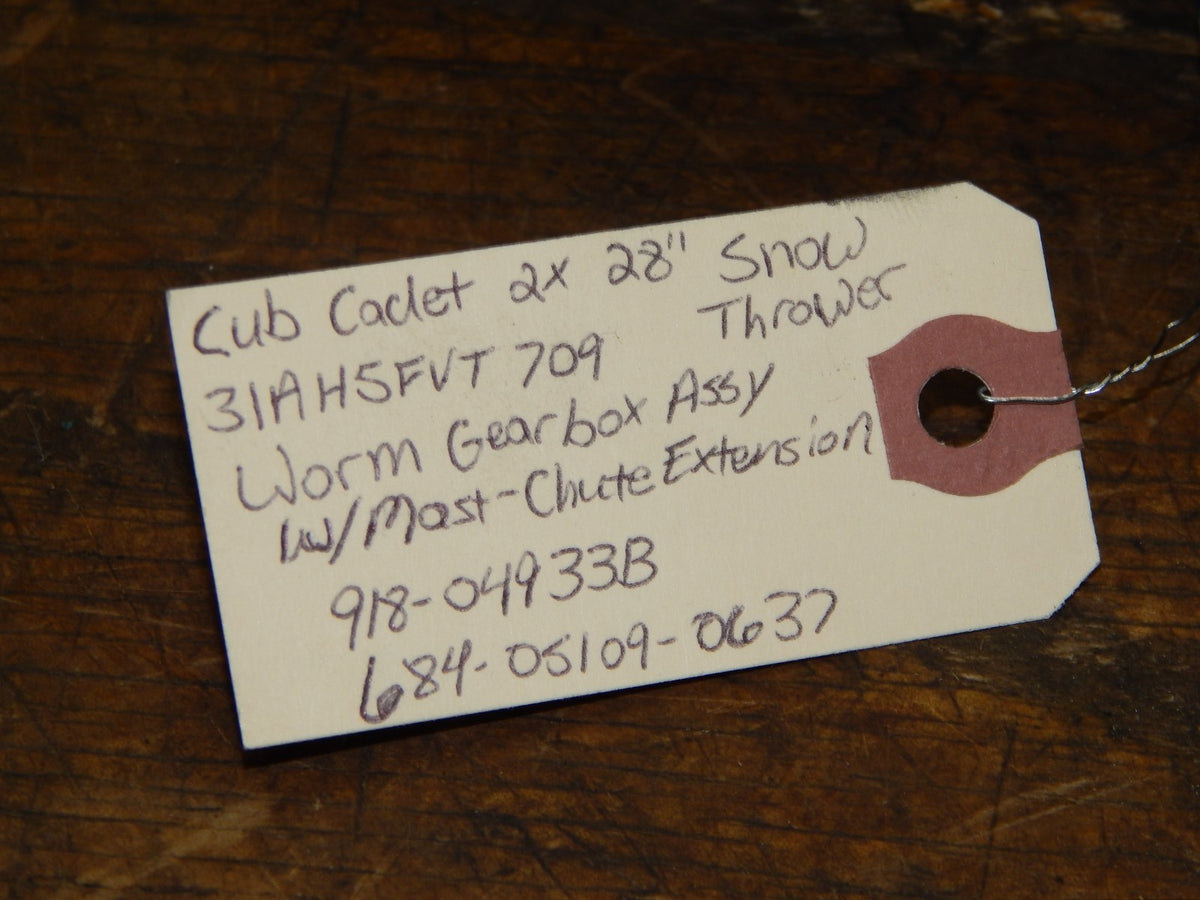 Cub Cadet 2x 28" Snow
Thrower
31AH5FVT 709
Worm Gearbox Assy
W/Mast-Chute Extension
918-04933B
684-05109-0637